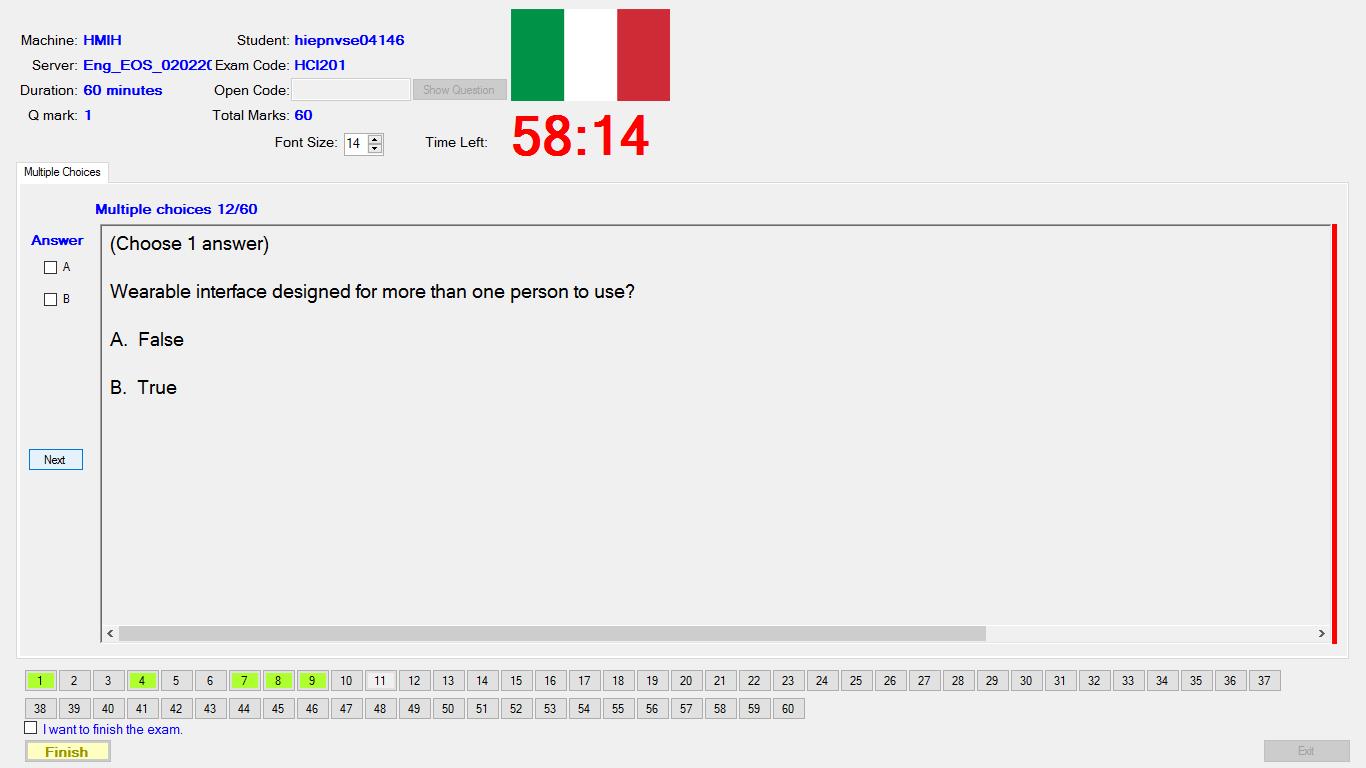 Machine: HMIH Student: hiepnvse04146
Server: Eng_EOS_02022 Exam Code: HCI201
Duration: 60 minutes Open Code: Show Question
Q mark: 1 Total Marks: 60
58:14
Font Size: 14 Time Left:
Multiple Choices
Multiple choices 12/60
Answer
(Choose 1 answer)
A
Wearable interface designed for more than one person to use?
B
A. False
B. True
Next
1 2 3 4 5 6 7 8 9 10 11 12 13 14 15 16 17 18 19 20 21 22 23 24 25 26 27 28 29 30 31 32 33 34 35 36 37
38 39 40 41 42 43 44 45 46 47 48 49 50 51 52 53 54 55 56 57 58 59 60
I want to finish the exam.
Finish Exit